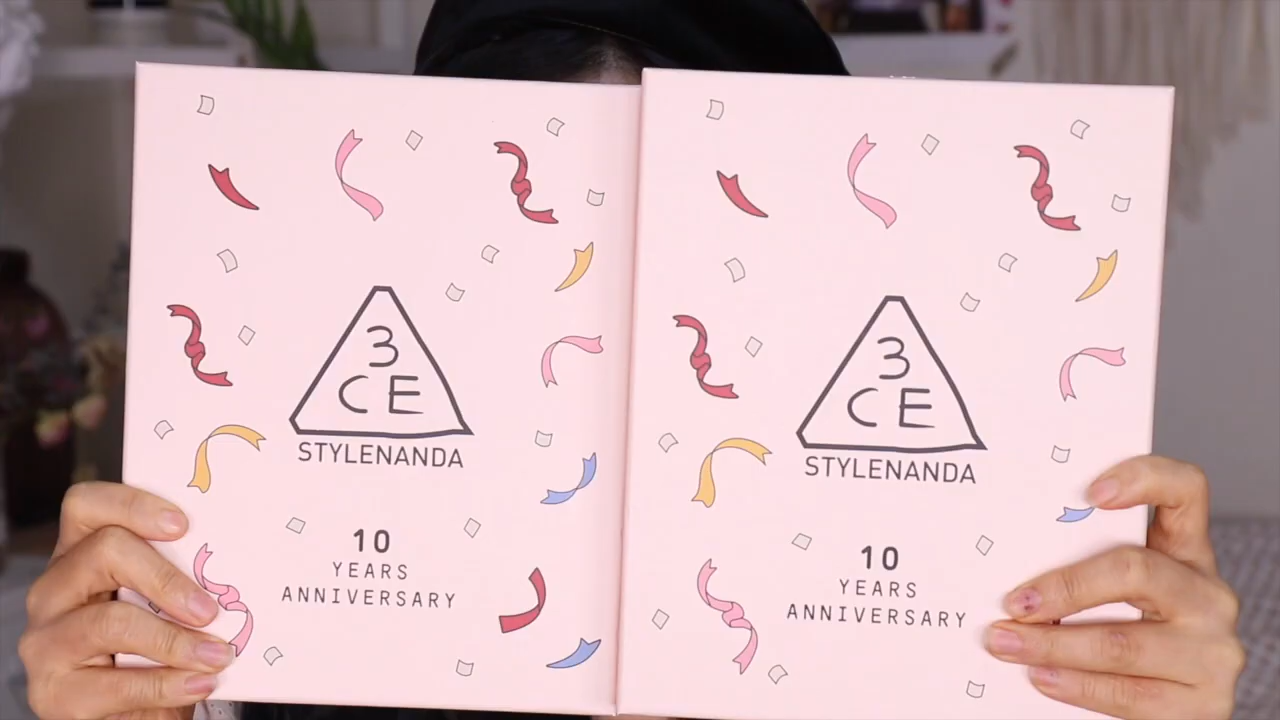 3
CE
STYLENANDA
10
YEARS
ANNIVERSARY
3
CE
STYLENANDA
10
YEARS
ANNIVERSARY